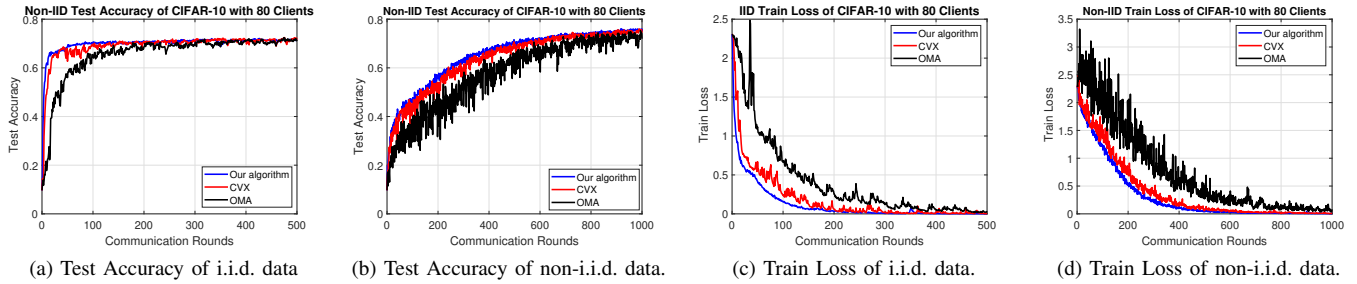 Non-IID Test Accuracy of CIFAR-10 with 80 Clients
0.8
0.6
0.4
0.2
0
Test Accuracy
0 100 200 300 400 500
Communication Rounds
Our algorithm
CVX
OMA
(a) Test Accuracy of i.i.d. data
Non-IID Test Accuracy of CIFAR-10 with 80 Clients
0.8
0.6
0.4
0.2
0
Test Accuracy
0 200 400 600 800 1000
Communication Rounds
Our algorithm
CVX
OMA
(b) Test Accuracy of non-i.i.d. data.
IID Train Loss of CIFAR-10 with 80 Clients
2.5
2
1.5
1
0.5
0
Train Loss
0 100 200 300 400 500
Communication Rounds
Our algorithm
CVX
OMA
(c) Train Loss of i.i.d. data.
Non-IID Train Loss of CIFAR-10 with 80 Clients
3.5
3
2.5
2
1.5
1
0.5
0
Train Loss
0 200 400 600 800 1000
Communication Rounds
Our algorithm
CVX
OMA
(d) Train Loss of non-i.i.d. data.